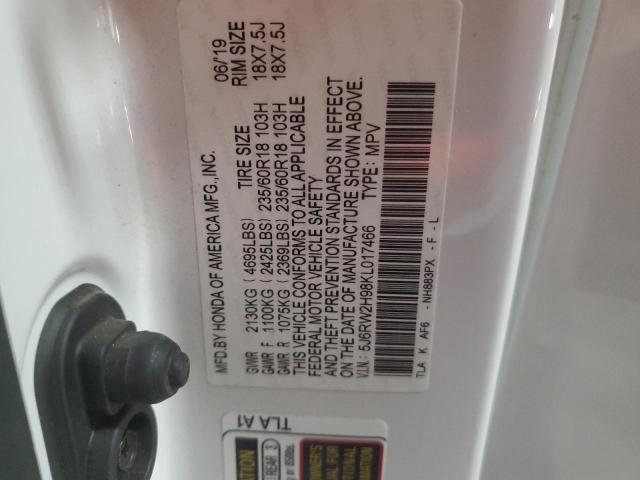 MFD.BY HONDA OF AMERICA MFG.,INC. 06/'19
TIRE SIZE RIM SIZE
GVWR 2130KG ( 4695LBS)
GAWR F 1100KG ( 2425LBS) 235/60R18 103H 18X7.5J
GAWR R 1075KG ( 2369LBS) 235/60R18 103H 18X7.5J
THIS VEHICLE CONFORMS TO ALL APPLICABLE
FEDERAL MOTOR VEHICLE SAFETY
AND THEFT PREVENTION STANDARDS IN EFFECT
ON THE DATE OF MANUFACTURE SHOWN ABOVE.
V.I.N.: 5J6RW2H98KL017466 TYPE: MPV
TLA K AF6 - NH883PX - F - L
TLA A1
REAR 3